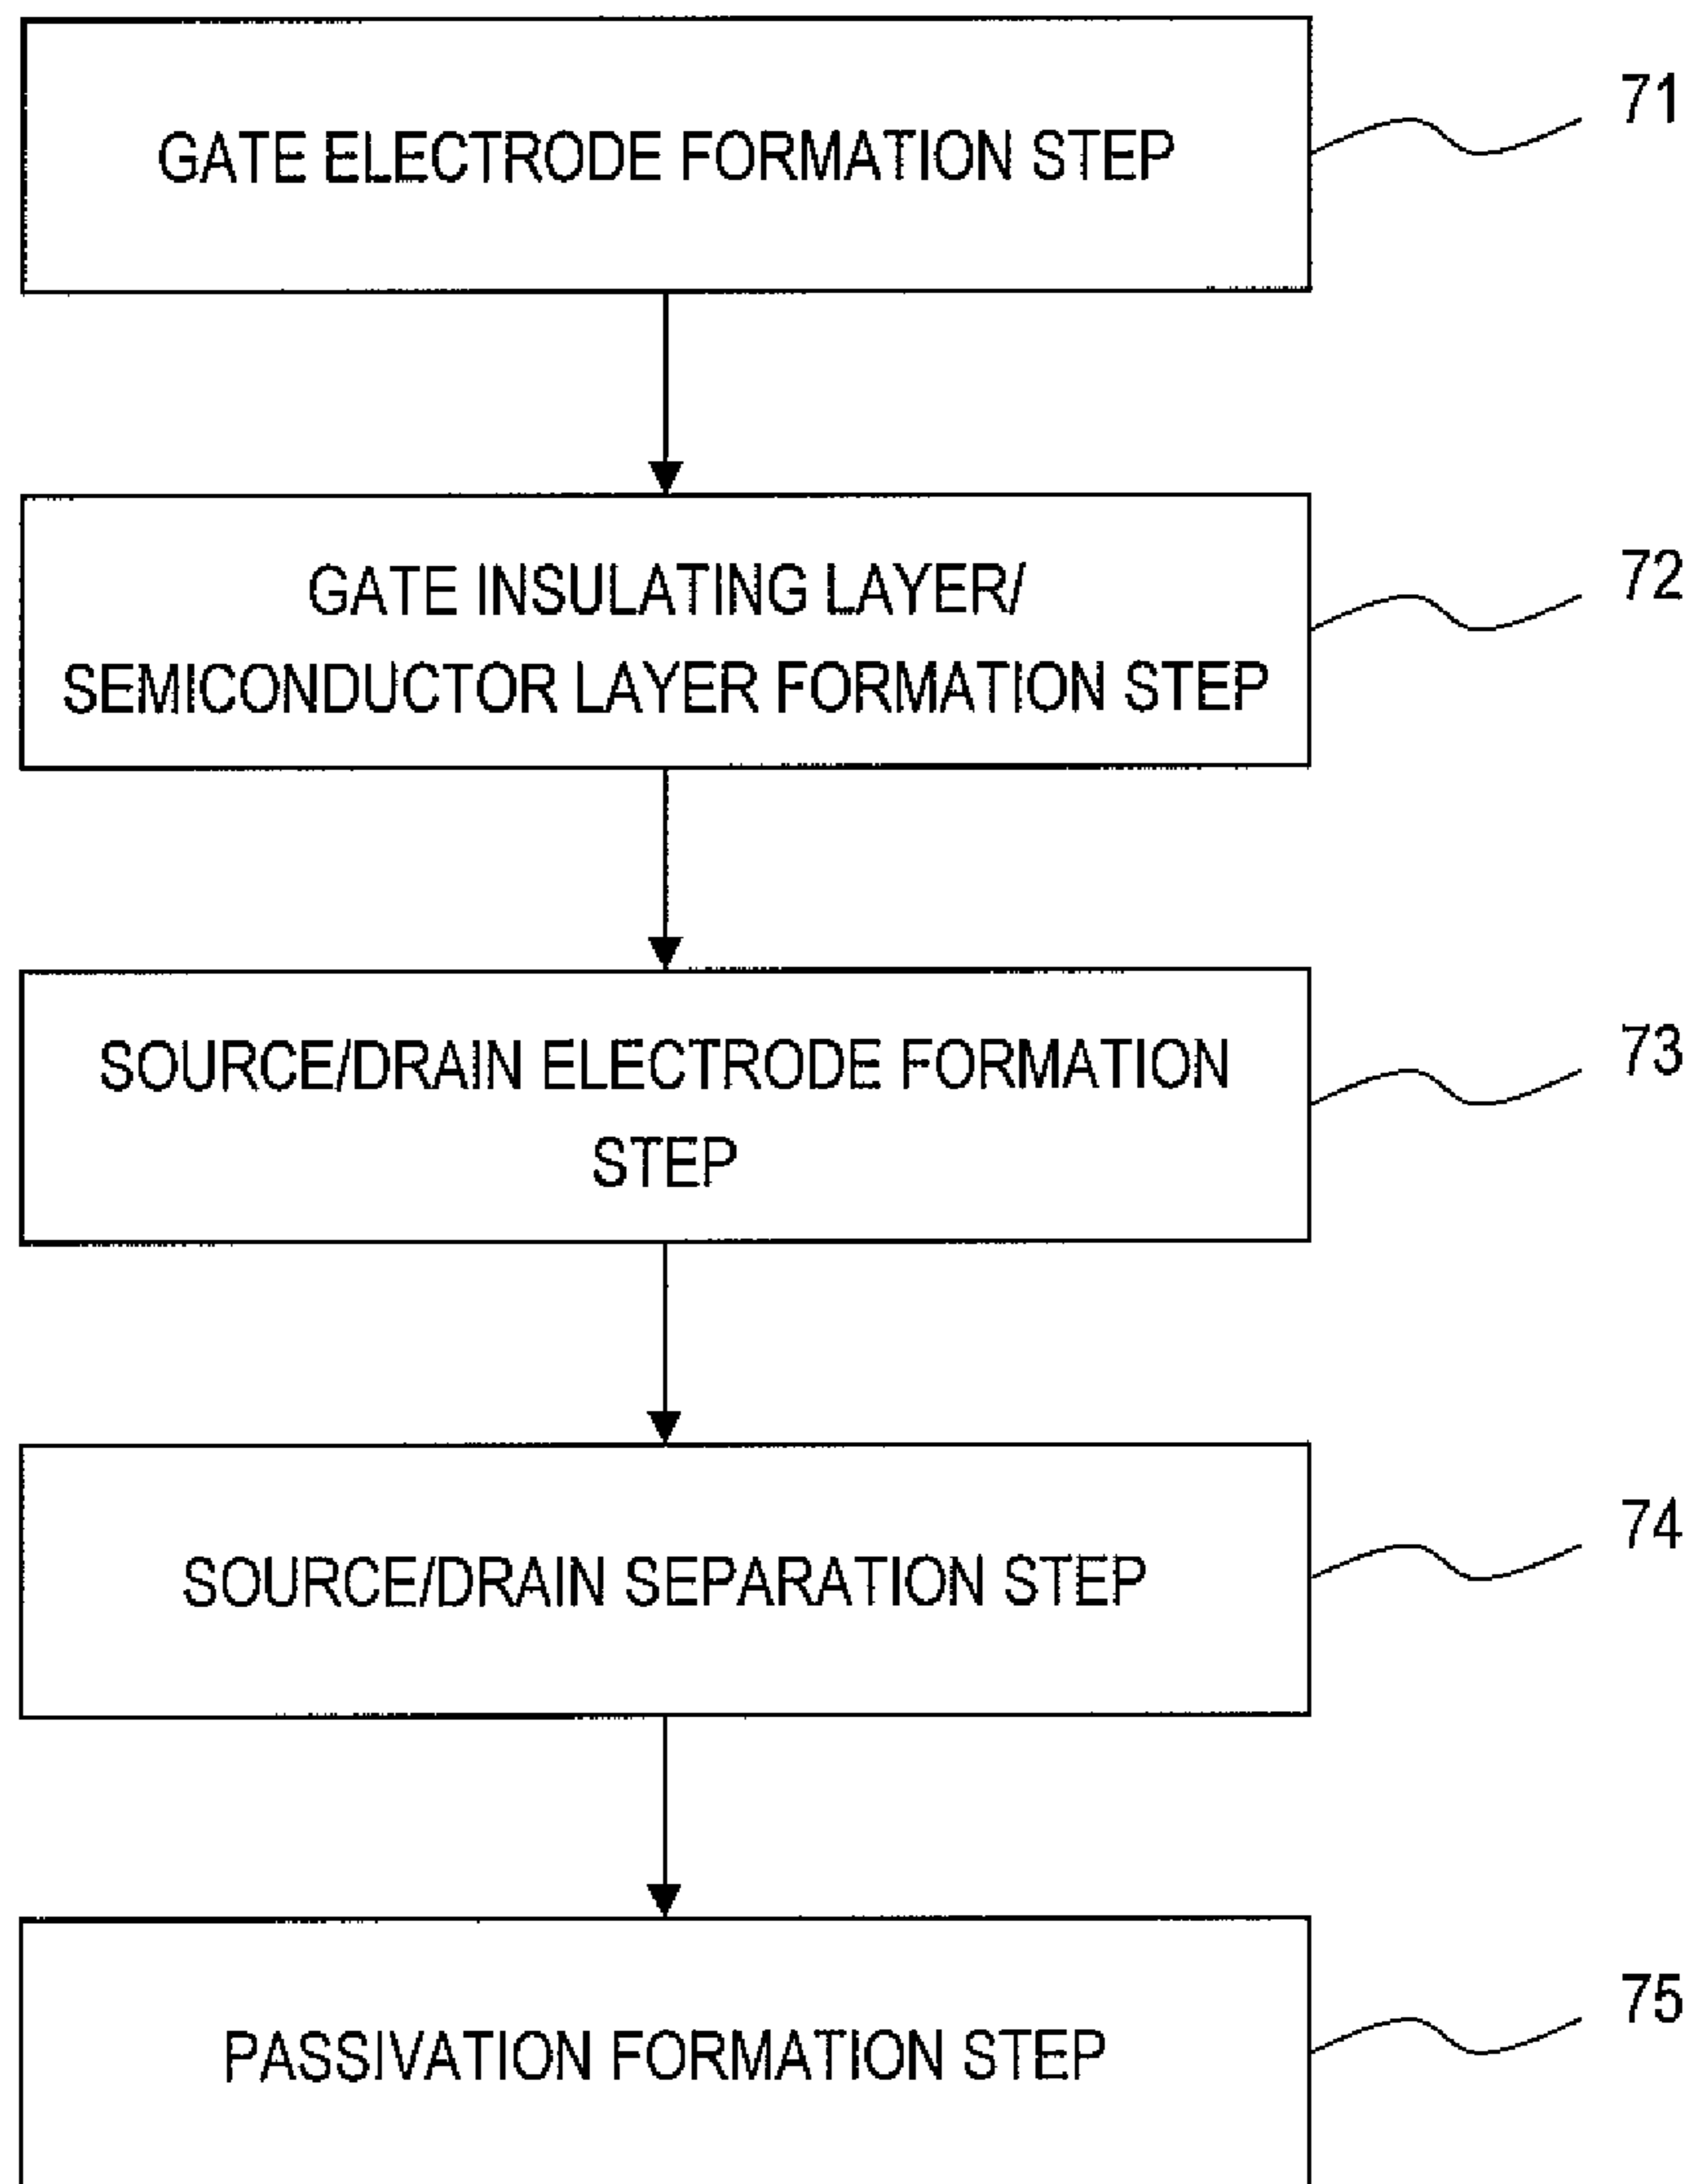 GATE ELECTRODE FORMATION STEP
71
GATE INSULATING LAYER/
SEMICONDUCTOR LAYER FORMATION STEP
72
SOURCE/DRAIN ELECTRODE FORMATION
STEP
73
SOURCE/DRAIN SEPARATION STEP
74
PASSIVATION FORMATION STEP
75